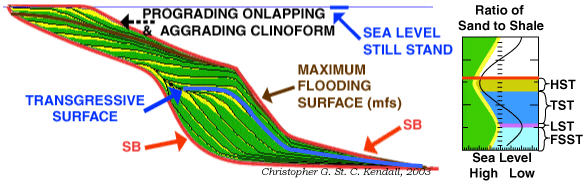 PROGRADING ONLAPPING
& AGGRADING CLINOFORM
SEA LEVEL
STILL STAND
MAXIMUM
FLOODING
SURFACE (mfs)
TRANSGRESSIVE
SURFACE
SB
SB
Christopher G. St. C. Kendall, 2003
Ratio of
Sand to Shale
HST
TST
LST
FSST
Sea Level
High Low